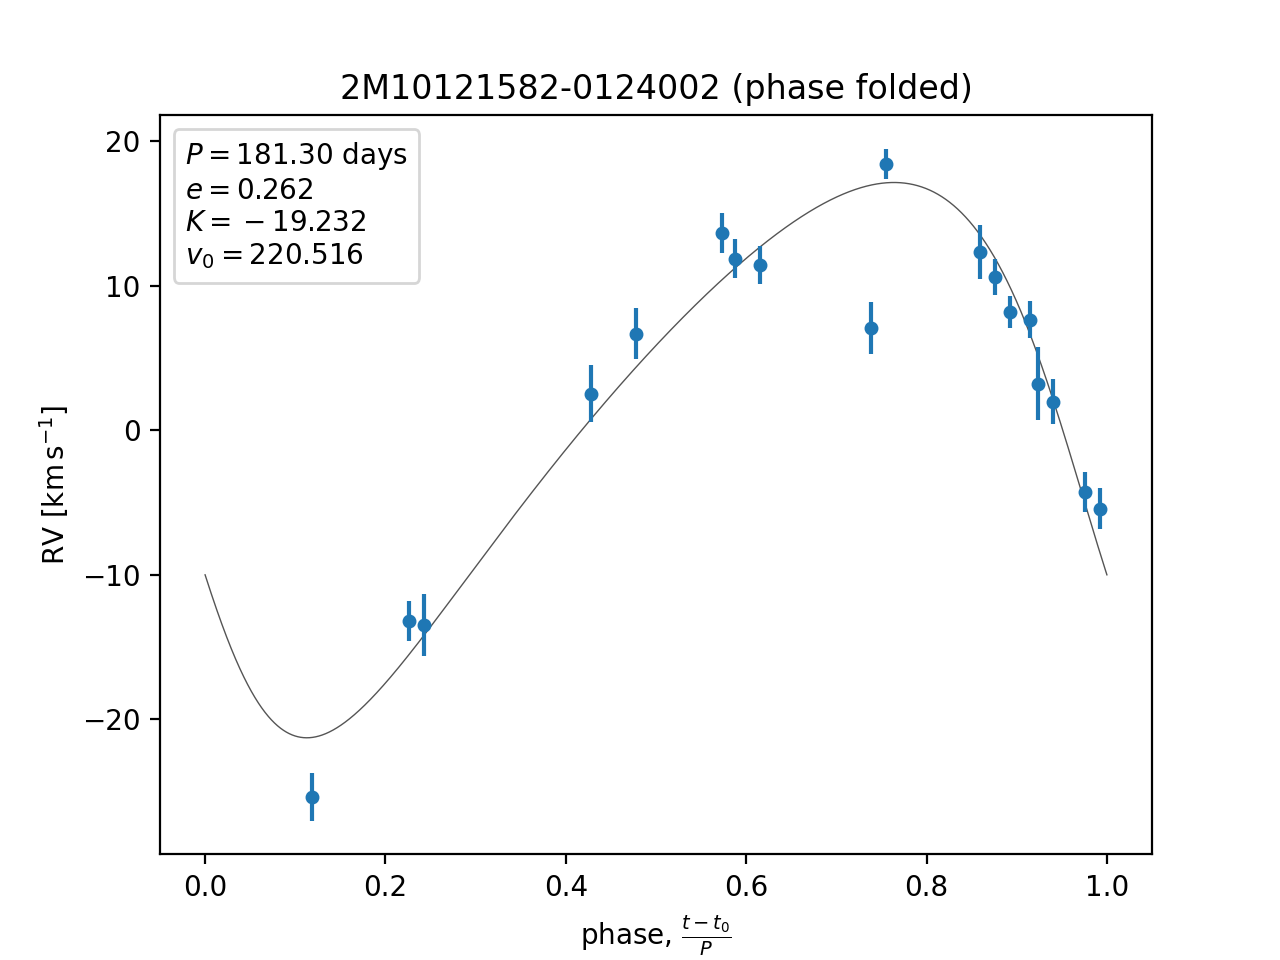 2M10121582-0124002 (phase folded)
P = 181.30 days
e = 0.262
K = −19.232
v₀ = 220.516
RV [km s⁻¹]
20
10
0
−10
−20
0.0 0.2 0.4 0.6 0.8 1.0
phase, (t − t₀)/P